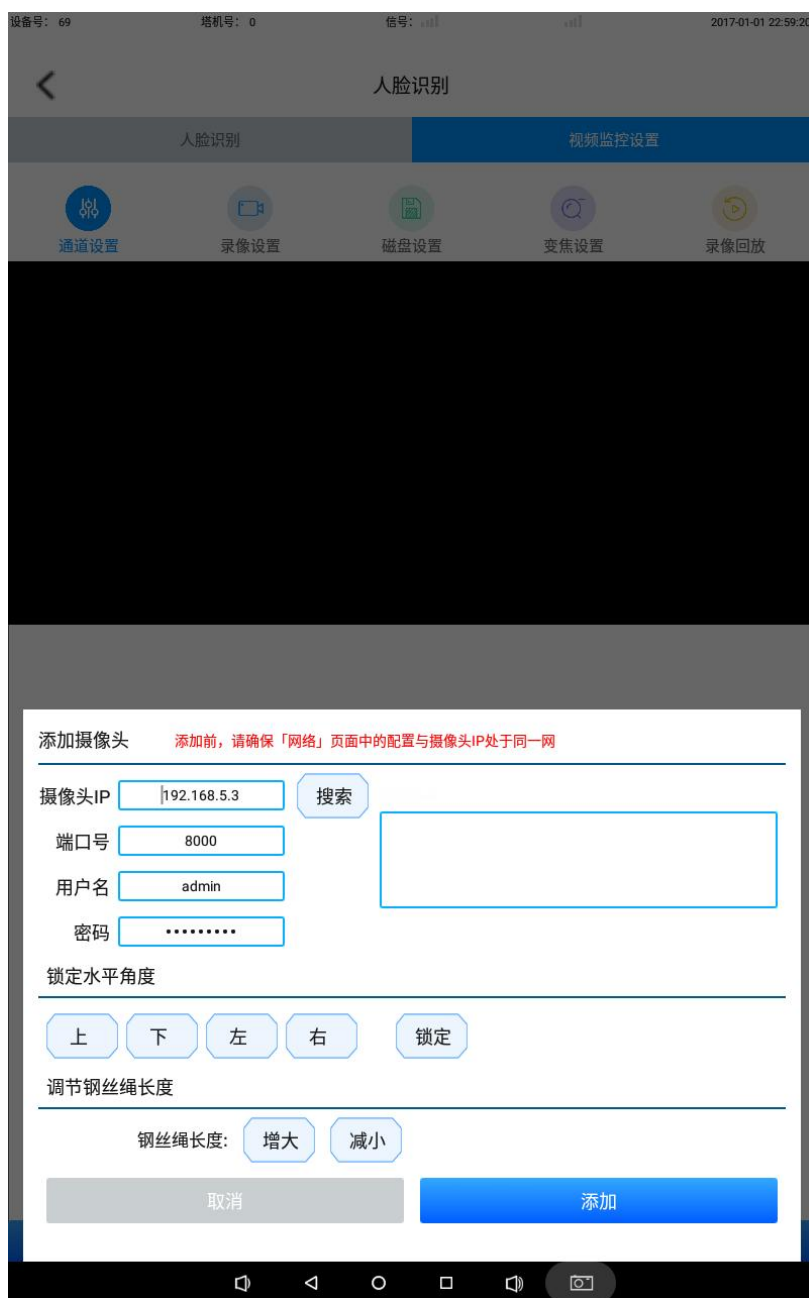 设备号： 69 塔机号： 0 信号： 2017-01-01 22:59:20
人脸识别
人脸识别 视频监控设置
通道设置 录像设置 磁盘设置 变焦设置 录像回放
添加摄像头 添加前，请确保「网络」页面中的配置与摄像头IP处于同一网
摄像头IP 192.168.5.3 搜索
端口号 8000
用户名 admin
密码 •••••••••
锁定水平角度
上 下 左 右 锁定
调节钢丝绳长度
钢丝绳长度: 增大 减小
取消 添加